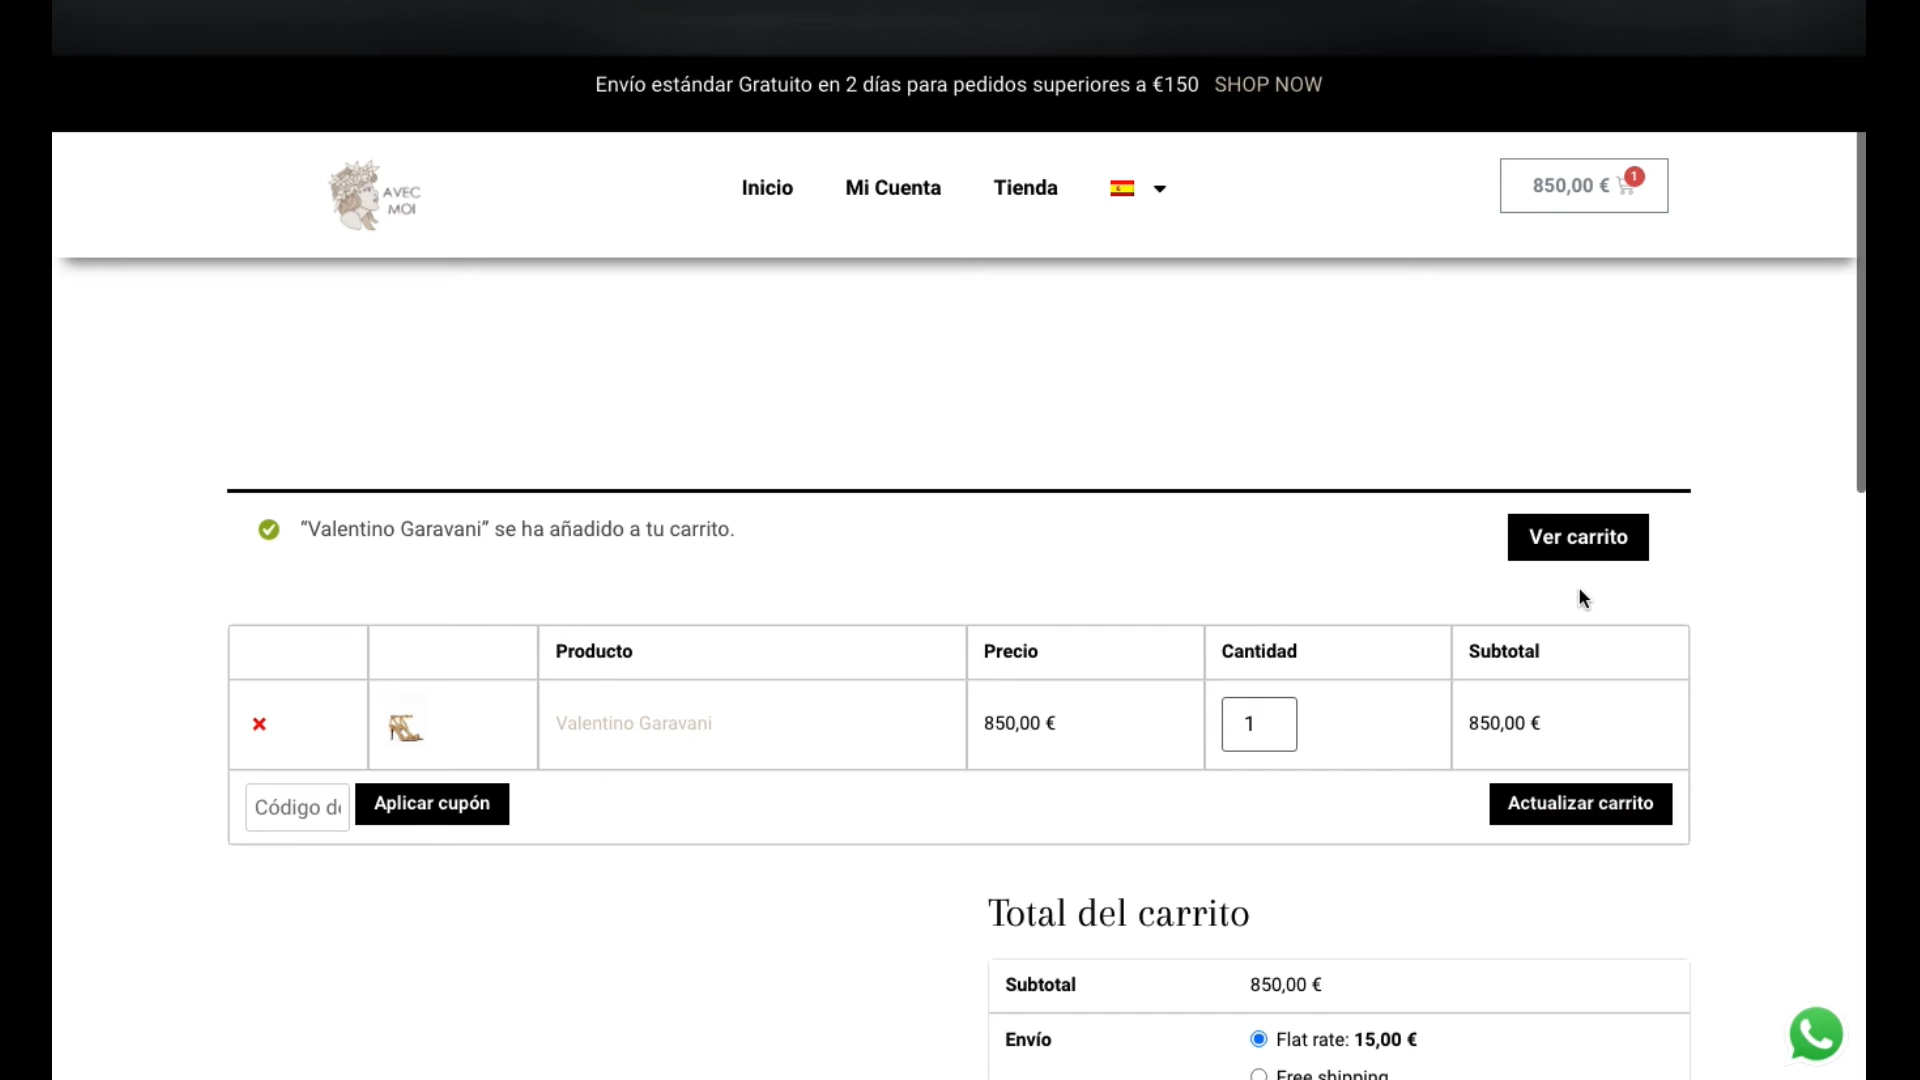 Envío estándar Gratuito en 2 días para pedidos superiores a €150 SHOP NOW
AVEC
MOI
Inicio Mi Cuenta Tienda
850,00 € 1
“Valentino Garavani” se ha añadido a tu carrito.
Ver carrito
Producto Precio Cantidad Subtotal
Valentino Garavani 850,00 € 1 850,00 €
Código de Aplicar cupón Actualizar carrito
Total del carrito
Subtotal 850,00 €
Envío Flat rate: 15,00 €
Free shipping